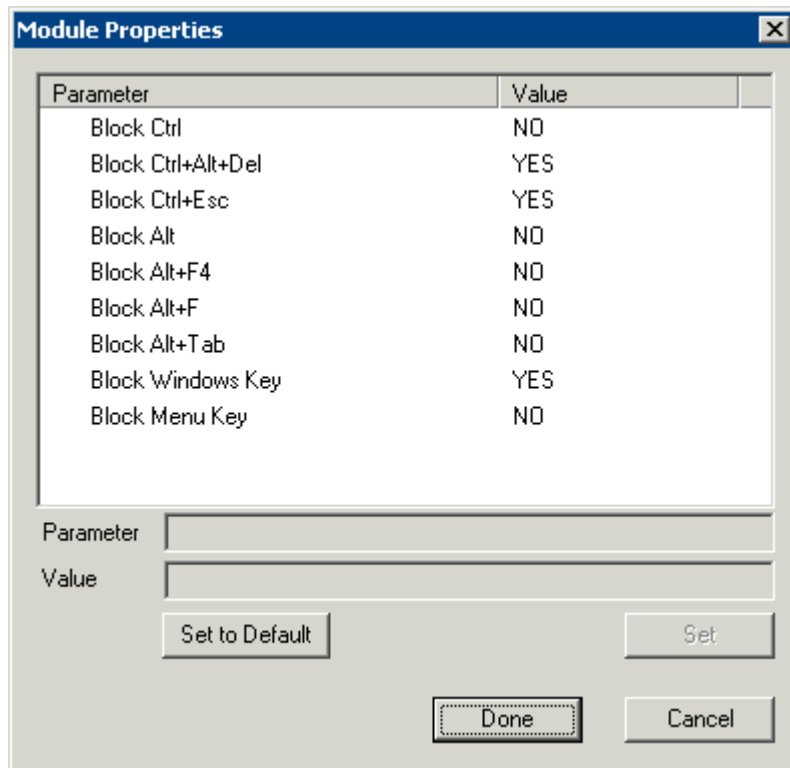 Module Properties
Parameter Value
Block Ctrl NO
Block Ctrl+Alt+Del YES
Block Ctrl+Esc YES
Block Alt NO
Block Alt+F4 NO
Block Alt+F NO
Block Alt+Tab NO
Block Windows Key YES
Block Menu Key NO
Parameter
Value
Set to Default Set
Done Cancel